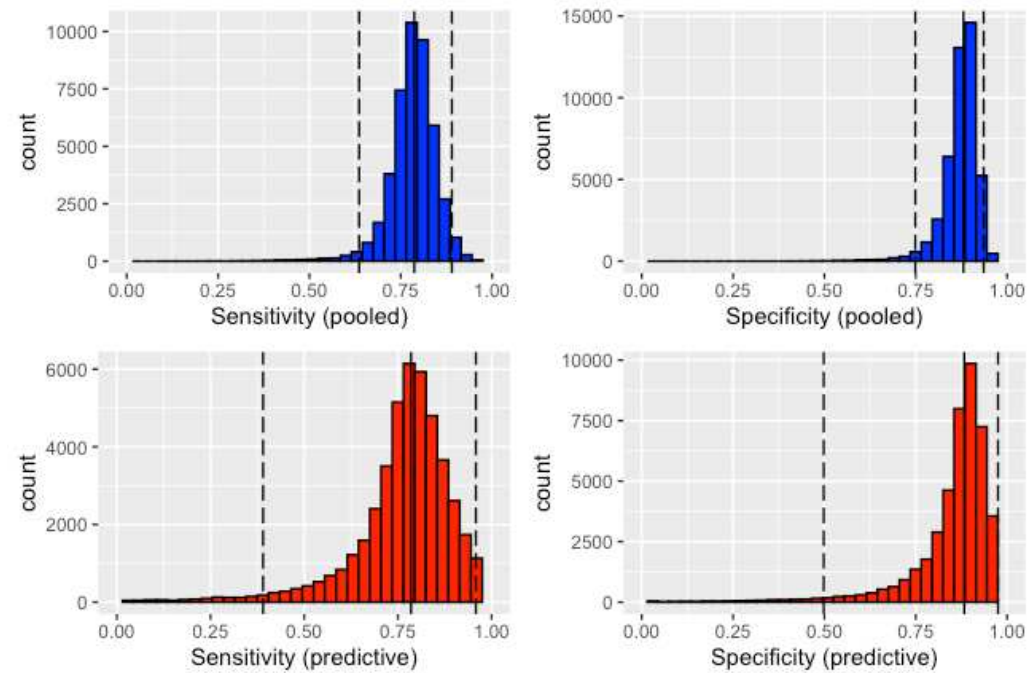 10000
7500
5000
2500
0
count
0.00 0.25 0.50 0.75 1.00
Sensitivity (pooled)
15000
10000
5000
0
count
0.00 0.25 0.50 0.75 1.00
Specificity (pooled)
6000
4000
2000
0
count
0.00 0.25 0.50 0.75 1.00
Sensitivity (predictive)
10000
7500
5000
2500
0
count
0.00 0.25 0.50 0.75 1.00
Specificity (predictive)